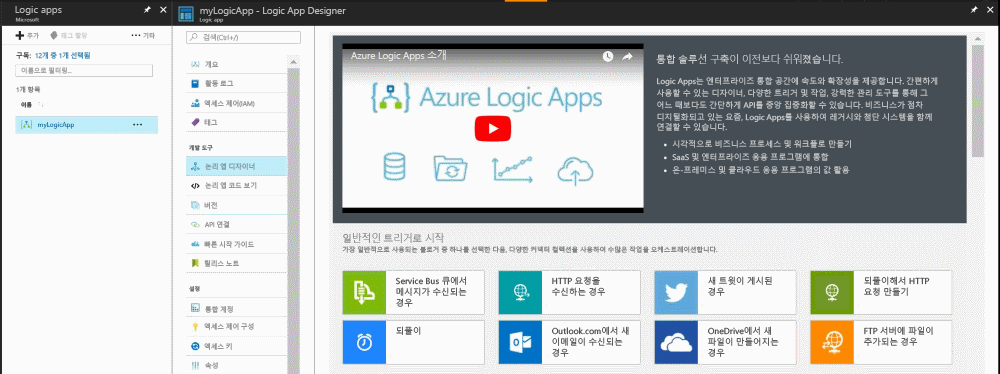 Logic apps
Microsoft
추가
태그 할당
기타
구독: 12개 중 1개 선택됨
이름으로 필터링...
1개 항목
이름
myLogicApp
myLogicApp - Logic App Designer
Logic app
검색(Ctrl+/)
개요
활동 로그
액세스 제어(IAM)
태그
개발 도구
논리 앱 디자이너
논리 앱 코드 보기
버전
API 연결
빠른 시작 가이드
릴리스 노트
설정
통합 계정
액세스 제어 구성
액세스 키
속성
Azure Logic Apps 소개
Azure Logic Apps
통합 솔루션 구축이 이전보다 쉬워졌습니다.
Logic Apps는 엔터프라이즈 통합 공간에 속도와 확장성을 제공합니다. 간편하게
사용할 수 있는 디자이너, 다양한 트리거 및 작업, 강력한 관리 도구를 통해 그
어느 때보다도 간단하게 API를 중앙 집중화할 수 있습니다. 비즈니스가 점차
디지털화되고 있는 요즘, Logic Apps를 사용하여 레거시와 첨단 시스템을 함께
연결할 수 있습니다.
• 시각적으로 비즈니스 프로세스 및 워크플로 만들기
• SaaS 및 엔터프라이즈 응용 프로그램에 통합
• 온-프레미스 및 클라우드 응용 프로그램의 값 활용
일반적인 트리거로 시작
가장 일반적으로 사용되는 블로거 중 하나를 선택한 다음, 다양한 커넥터 컬렉션을 사용하여 수많은 작업을 오케스트레이션합니다.
Service Bus 큐에서
메시지가 수신되는
경우
HTTP 요청을
수신하는 경우
새 트윗이 게시된
경우
되풀이해서 HTTP
요청 만들기
되풀이
Outlook.com에서 새
이메일이 수신되는
경우
OneDrive에서 새
파일이 만들어지는
경우
FTP 서버에 파일이
추가되는 경우